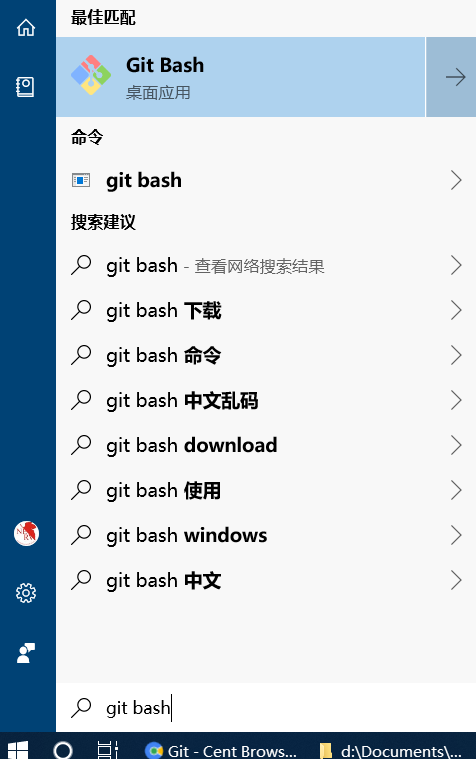 最佳匹配
Git Bash
桌面应用
命令
git bash
搜索建议
git bash - 查看网络搜索结果
git bash 下载
git bash 命令
git bash 中文乱码
git bash download
git bash 使用
git bash windows
git bash 中文
git bash
Git - Cent Brows... d:\Documents\...